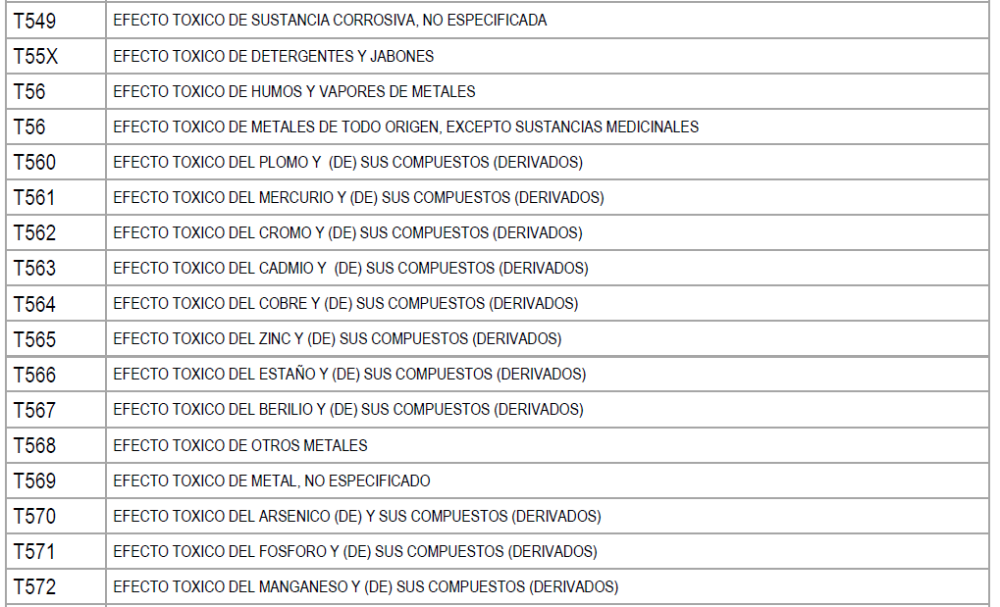 T549 EFECTO TOXICO DE SUSTANCIA CORROSIVA, NO ESPECIFICADA
T55X EFECTO TOXICO DE DETERGENTES Y JABONES
T56 EFECTO TOXICO DE HUMOS Y VAPORES DE METALES
T56 EFECTO TOXICO DE METALES DE TODO ORIGEN, EXCEPTO SUSTANCIAS MEDICINALES
T560 EFECTO TOXICO DEL PLOMO Y (DE) SUS COMPUESTOS (DERIVADOS)
T561 EFECTO TOXICO DEL MERCURIO Y (DE) SUS COMPUESTOS (DERIVADOS)
T562 EFECTO TOXICO DEL CROMO Y (DE) SUS COMPUESTOS (DERIVADOS)
T563 EFECTO TOXICO DEL CADMIO Y (DE) SUS COMPUESTOS (DERIVADOS)
T564 EFECTO TOXICO DEL COBRE Y (DE) SUS COMPUESTOS (DERIVADOS)
T565 EFECTO TOXICO DEL ZINC Y (DE) SUS COMPUESTOS (DERIVADOS)
T566 EFECTO TOXICO DEL ESTAÑO Y (DE) SUS COMPUESTOS (DERIVADOS)
T567 EFECTO TOXICO DEL BERILIO Y (DE) SUS COMPUESTOS (DERIVADOS)
T568 EFECTO TOXICO DE OTROS METALES
T569 EFECTO TOXICO DE METAL, NO ESPECIFICADO
T570 EFECTO TOXICO DEL ARSENICO (DE) Y SUS COMPUESTOS (DERIVADOS)
T571 EFECTO TOXICO DEL FOSFORO Y (DE) SUS COMPUESTOS (DERIVADOS)
T572 EFECTO TOXICO DEL MANGANESO Y (DE) SUS COMPUESTOS (DERIVADOS)